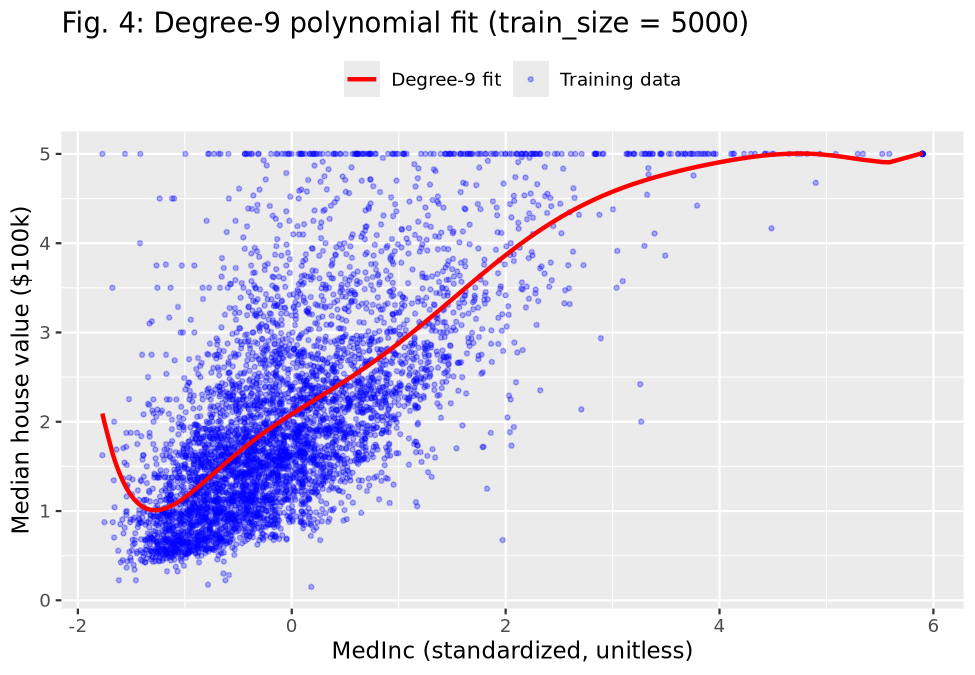 Fig. 4: Degree-9 polynomial fit (train_size = 5000)
Degree-9 fit
Training data
Median house value ($100k)
5
4
3
2
1
0
-2
0
2
4
6
MedInc (standardized, unitless)